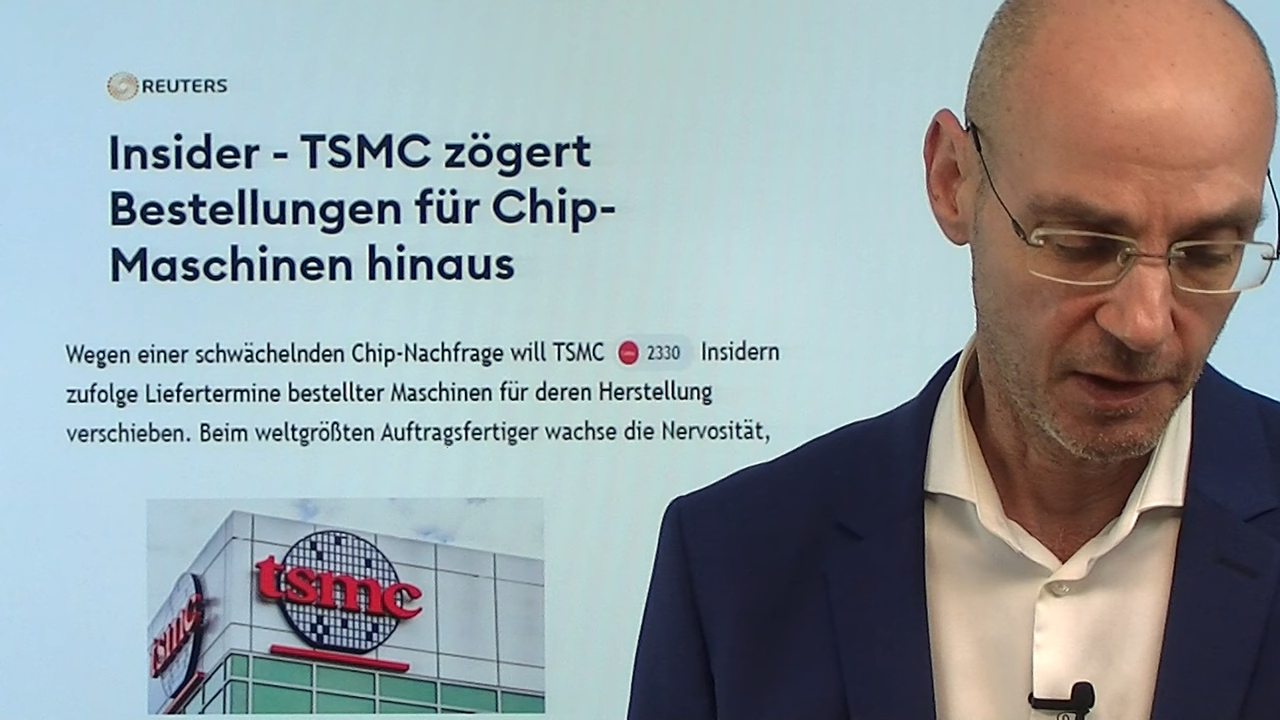 REUTERS
Insider - TSMC zögert
Bestellungen für Chip-
Maschinen hinaus
Wegen einer schwächelnden Chip-Nachfrage will TSMC 2330 Insidern
zufolge Liefertermine bestellter Maschinen für deren Herstellung
verschieben. Beim weltgrößten Auftragsfertiger wachse die Nervosität,
tsmc
tsmc